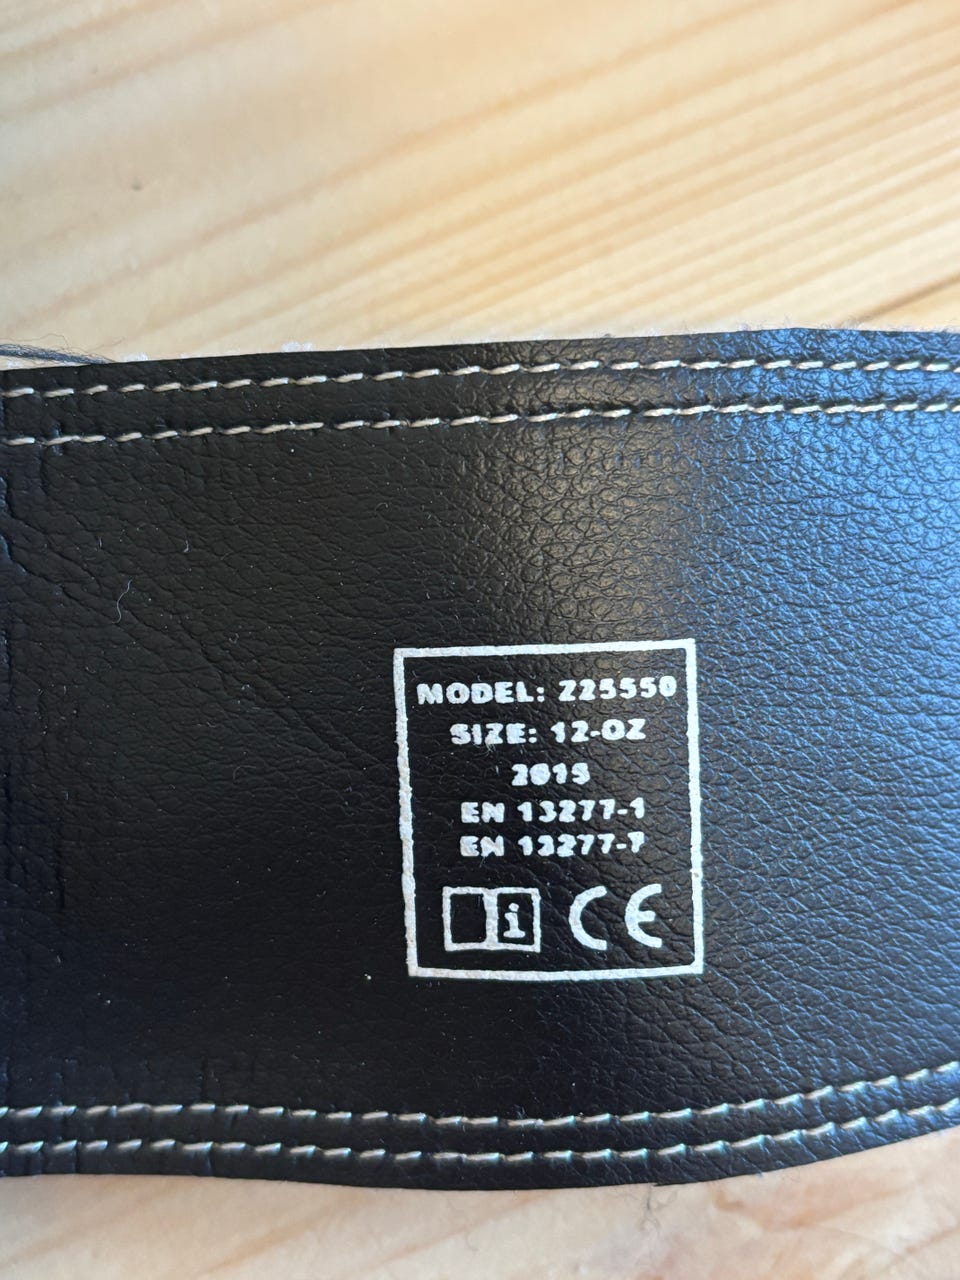 MODEL: Z25550
SIZE: 12-OZ
2015
EN 13277-1
EN 13277-7
i CE